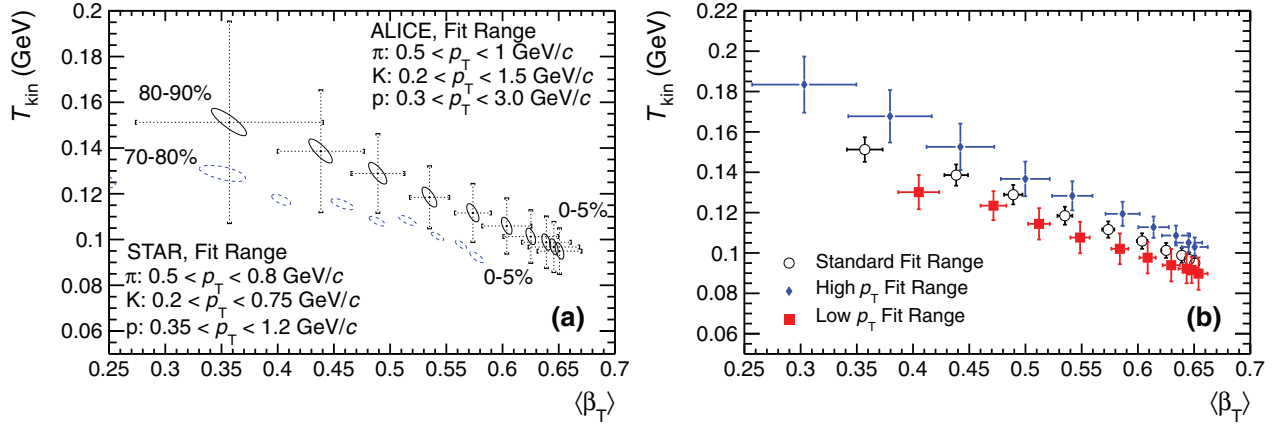 T_kin (GeV)
0.2
0.18
0.16
0.14
0.12
0.1
0.08
0.06
ALICE, Fit Range
π: 0.5 < p_T < 1 GeV/c
K: 0.2 < p_T < 1.5 GeV/c
p: 0.3 < p_T < 3.0 GeV/c
80-90%
70-80%
0-5%
0-5%
STAR, Fit Range
π: 0.5 < p_T < 0.8 GeV/c
K: 0.2 < p_T < 0.75 GeV/c
p: 0.35 < p_T < 1.2 GeV/c
(a)
0.25 0.3 0.35 0.4 0.45 0.5 0.55 0.6 0.65 0.7
⟨β_T⟩
T_kin (GeV)
0.22
0.2
0.18
0.16
0.14
0.12
0.1
0.08
0.06
Standard Fit Range
High p_T Fit Range
Low p_T Fit Range
(b)
0.25 0.3 0.35 0.4 0.45 0.5 0.55 0.6 0.65 0.7
⟨β_T⟩